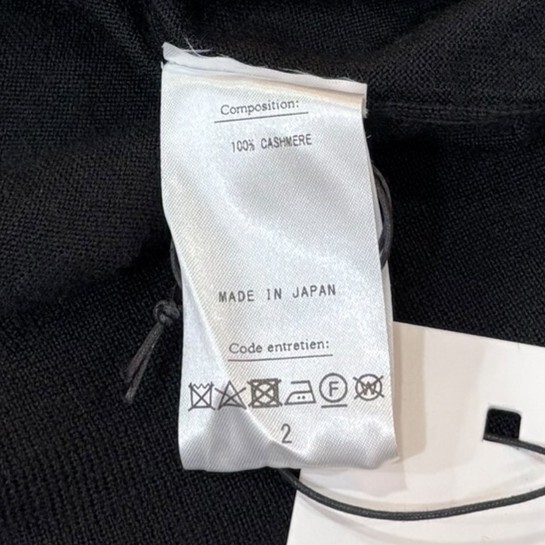 Composition:
100% CASHMERE
MADE IN JAPAN
Code entretien:
F W
2